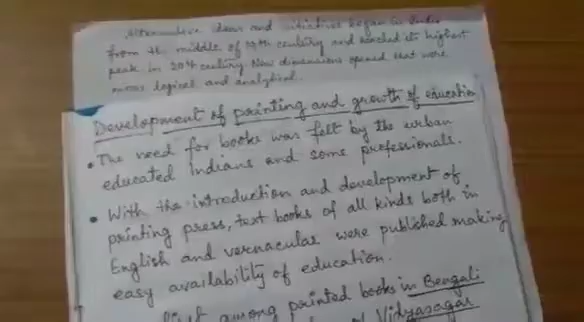 Alternative ideas and initiatives began in India
from the middle of 19th century and reached its highest
peak in 20th century. New dimensions opened that were
more logical and analytical.
Development of printing and growth of education
• The need for books was felt by the urban
educated Indians and some professionals.
• With the introduction and development of
printing press, text books of all kinds both in
English and vernacular were published making
easy availability of education.
among printed books in Bengali
of Vidyasagar